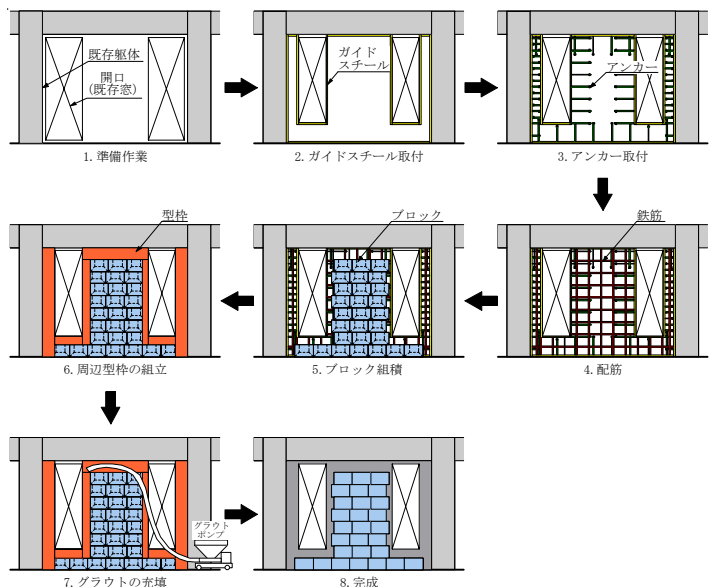 既存躯体
開口
(既存窓)
1. 準備作業
ガイド
スチール
2. ガイドスチール取付
アンカー
3. アンカー取付
型枠
6. 周辺型枠の組立
ブロック
5. ブロック組積
鉄筋
4. 配筋
グラウト
ポンプ
7. グラウトの充填
8. 完成